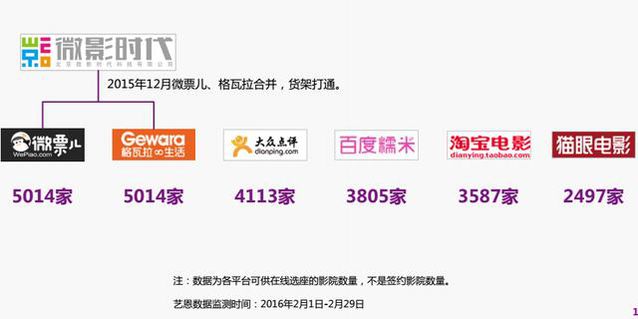 微影时代
北京微影时代科技有限公司
2015年12月微票儿、格瓦拉合并，货架打通。
微票儿
WePiao.com
Gewara
格瓦拉∞生活
大众点评
dianping.com
百度糯米
淘宝电影
dianying.taobao.com
猫眼电影
5014家
5014家
4113家
3805家
3587家
2497家
注：数据为各平台可供在线选座的影院数量，不是签约影院数量。
艺恩数据监测时间：2016年2月1日-2月29日
1